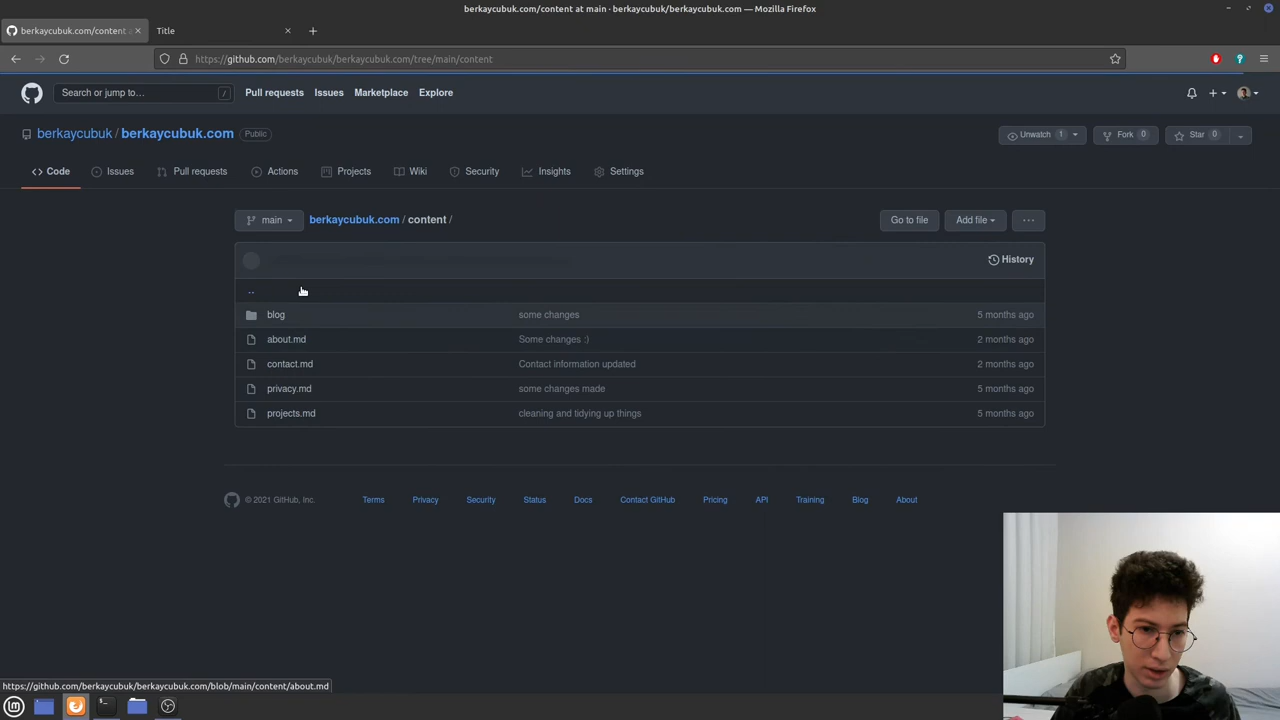 berkaycubuk.com/content at main · berkaycubuk/berkaycubuk.com — Mozilla Firefox
berkaycubuk.com/content
Title
https://github.com/berkaycubuk/berkaycubuk.com/tree/main/content
Search or jump to… /
Pull requests Issues Marketplace Explore
berkaycubuk / berkaycubuk.com Public
Unwatch 1
Fork 0
Star 0
<> Code Issues Pull requests Actions Projects Wiki Security Insights Settings
main
berkaycubuk.com / content /
Go to file
Add file
History
..
blog some changes 5 months ago
about.md Some changes :) 2 months ago
contact.md Contact information updated 2 months ago
privacy.md some changes made 5 months ago
projects.md cleaning and tidying up things 5 months ago
© 2021 GitHub, Inc. Terms Privacy Security Status Docs Contact GitHub Pricing API Training Blog About
https://github.com/berkaycubuk/berkaycubuk.com/blob/main/content/about.md